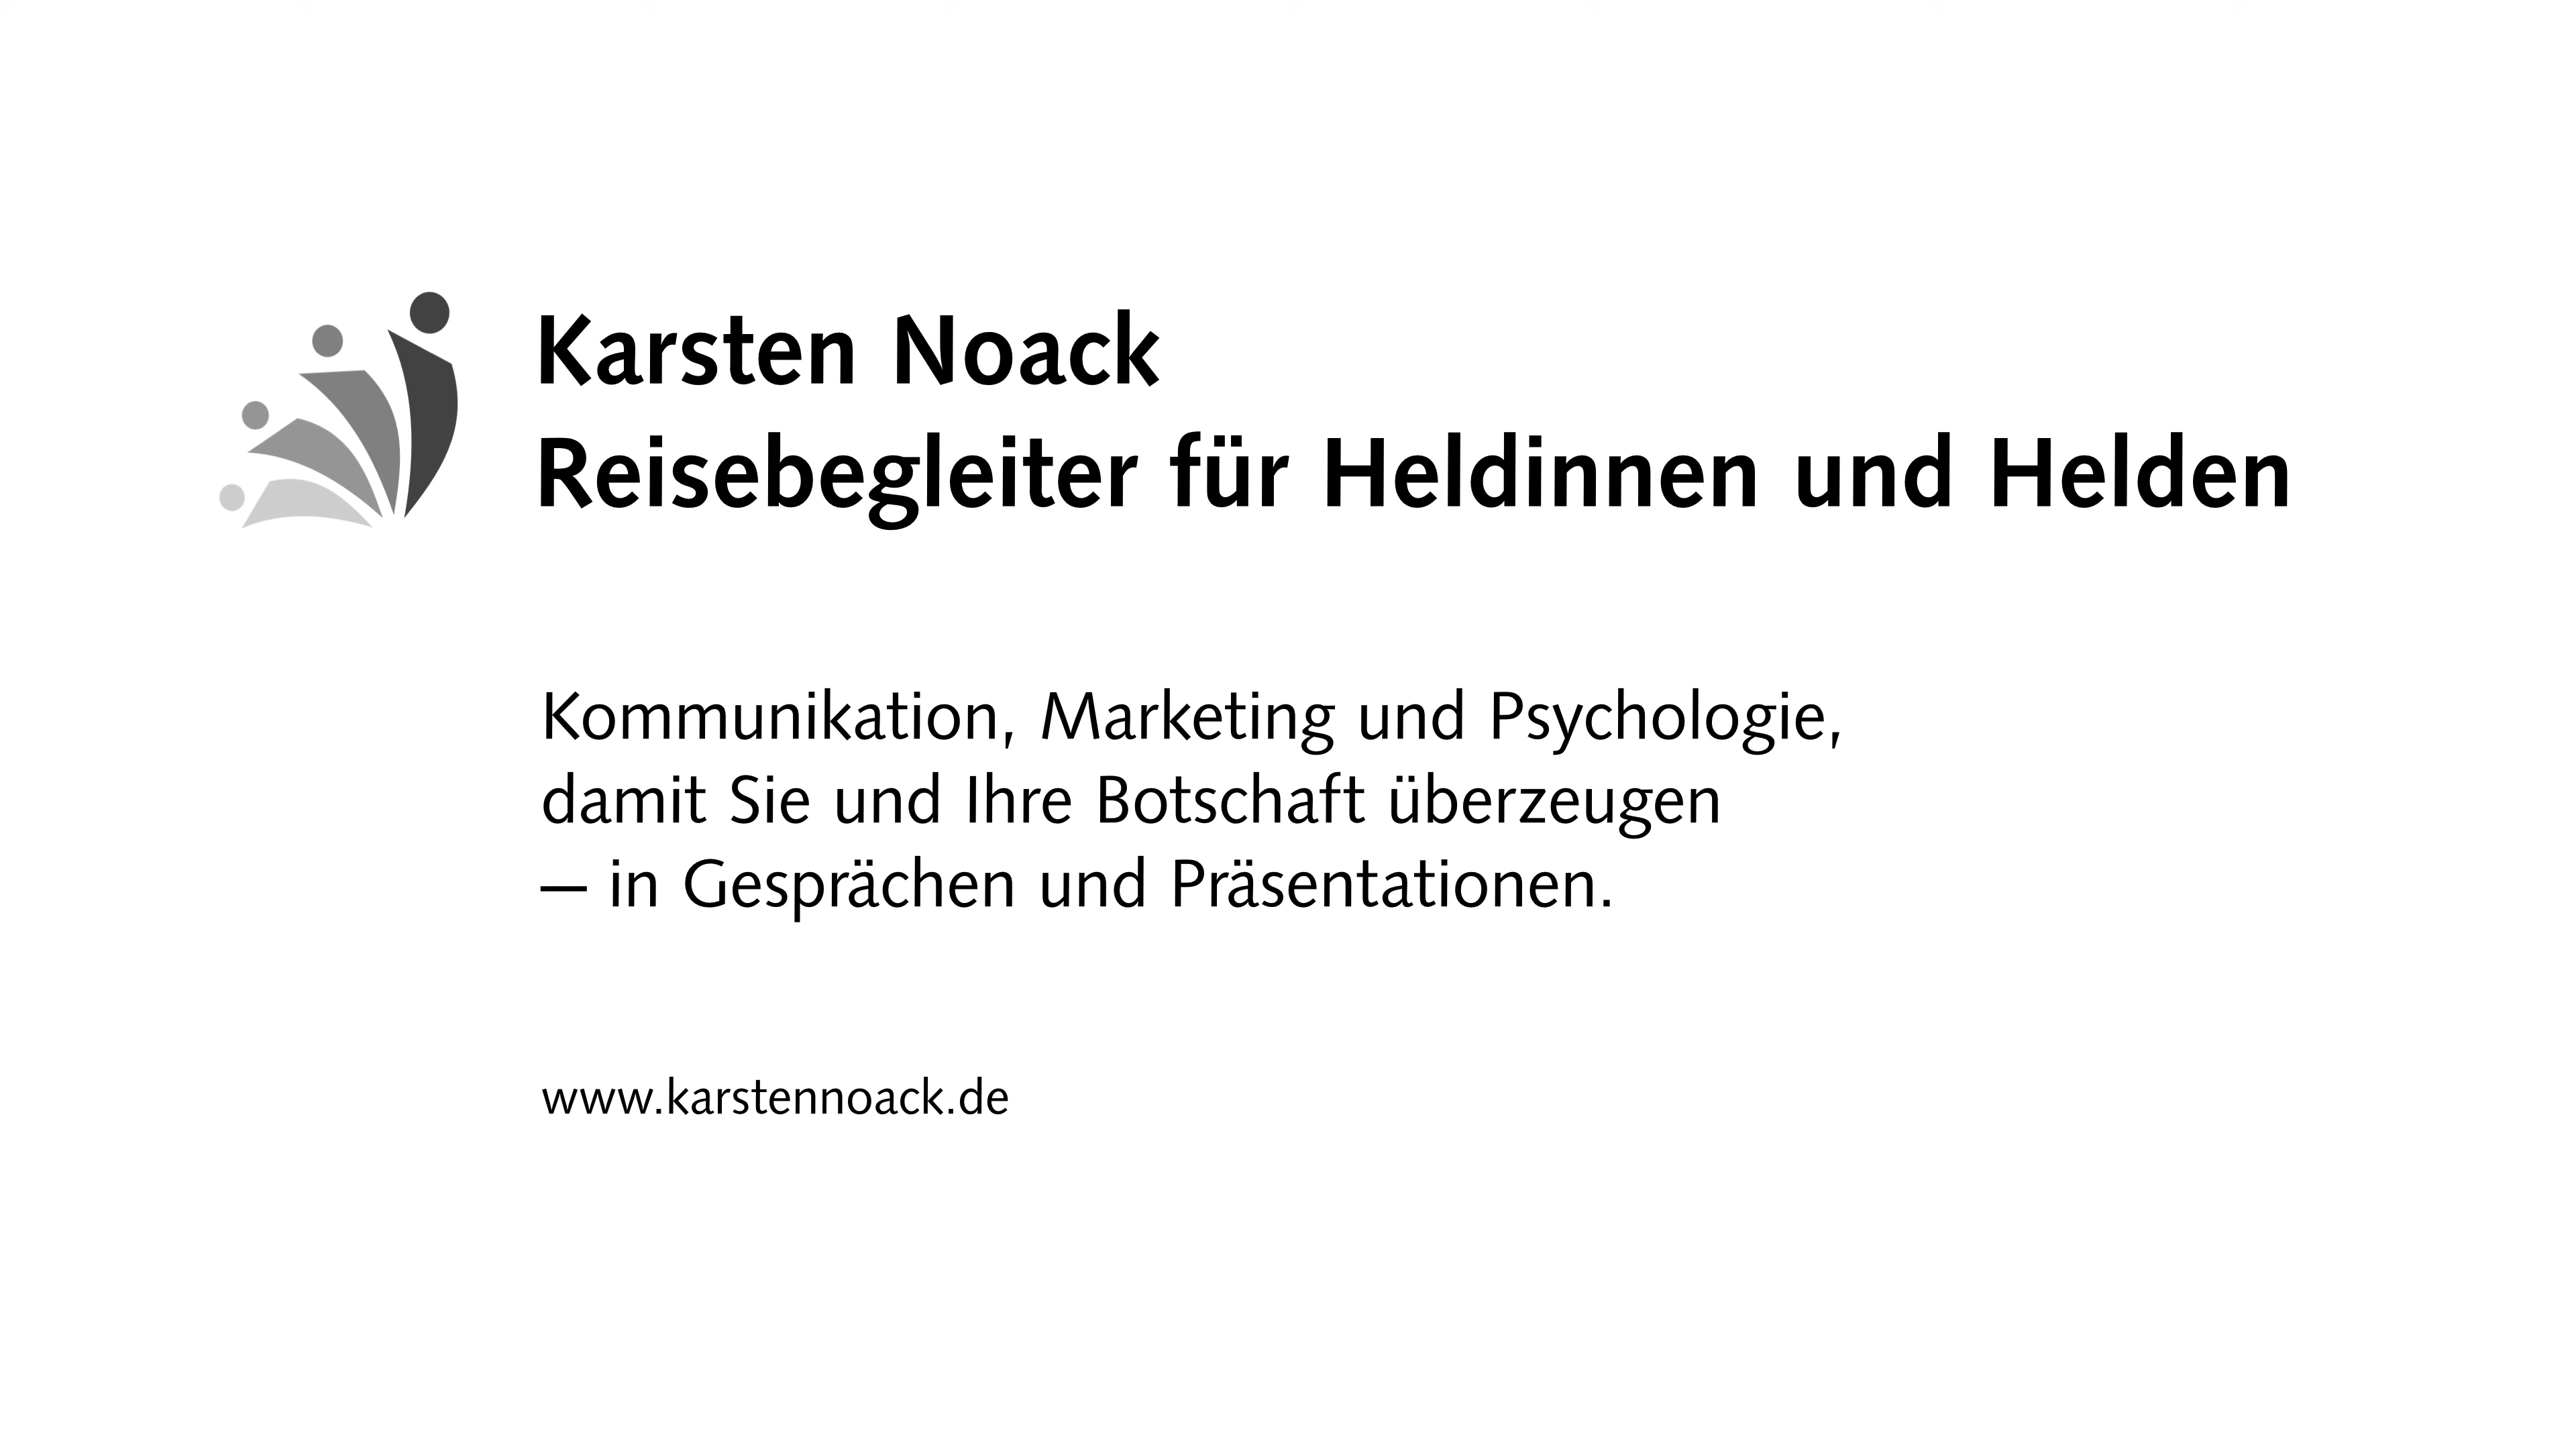 Karsten Noack
Reisebegleiter für Heldinnen und Helden
Kommunikation, Marketing und Psychologie,
damit Sie und Ihre Botschaft überzeugen
— in Gesprächen und Präsentationen.
www.karstennoack.de